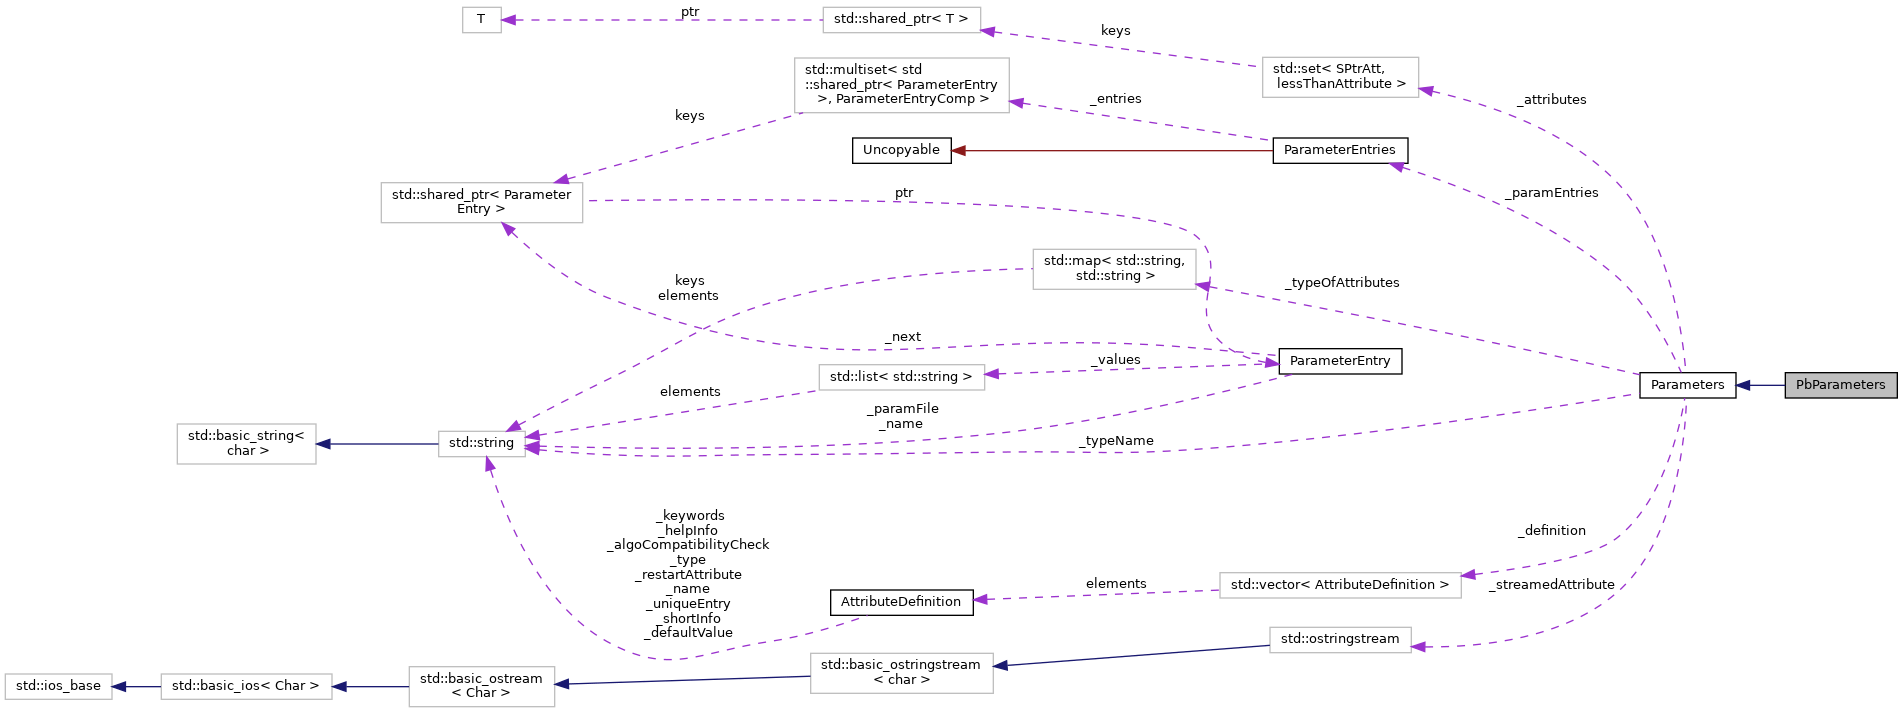 T
ptr
std::shared_ptr< T >
keys
std::set< SPtrAtt,
lessThanAttribute >
std::multiset< std
::shared_ptr< ParameterEntry
>, ParameterEntryComp >
_entries
_attributes
keys
Uncopyable
ParameterEntries
std::shared_ptr< Parameter
Entry >
ptr
_paramEntries
std::map< std::string,
std::string >
keys
elements
_typeOfAttributes
_next
ParameterEntry
_values
std::list< std::string >
elements
Parameters
PbParameters
_paramFile
_name
std::basic_string<
char >
std::string
_typeName
_keywords
_helpInfo
_algoCompatibilityCheck
_type
_restartAttribute
_name
_uniqueEntry
_shortInfo
_defaultValue
_definition
elements
std::vector< AttributeDefinition >
_streamedAttribute
AttributeDefinition
std::ostringstream
std::basic_ostringstream
< char >
std::basic_ostream
< Char >
std::basic_ios< Char >
std::ios_base